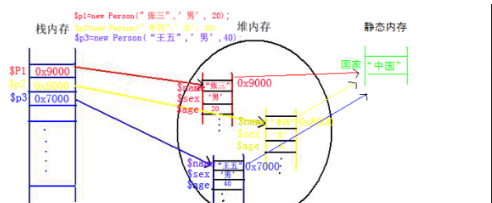 $p1=new Person("张三",'男', 20);
$p3=new Person("王五",'男',40);
栈内存
堆内存
静态内存
国家 "中国"
$P1 0x9000
$name "张三" 0x9000
$sex '男'
$age 20
$p3 0x7000
$name
$sex
$age
$name "王五" 0x7000
$sex '男'
$age 40